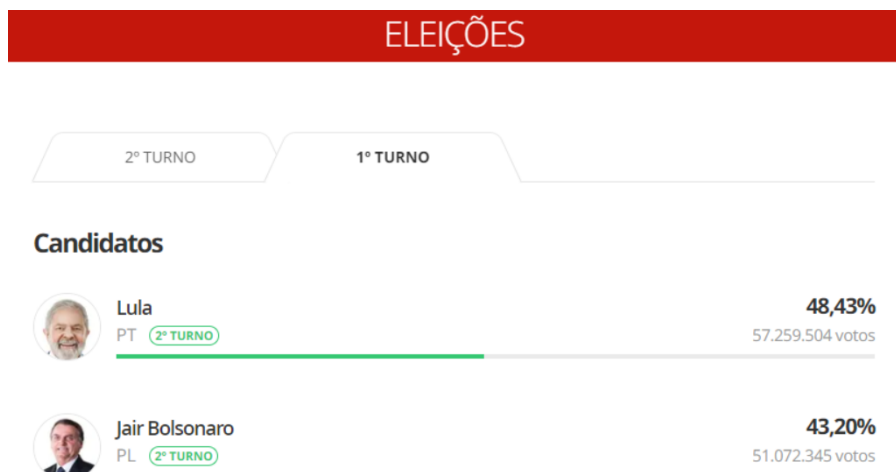 ELEIÇÕES
2º TURNO
1º TURNO
Candidatos
Lula
48,43%
PT 2º TURNO
57.259.504 votos
Jair Bolsonaro
43,20%
PL 2º TURNO
51.072.345 votos